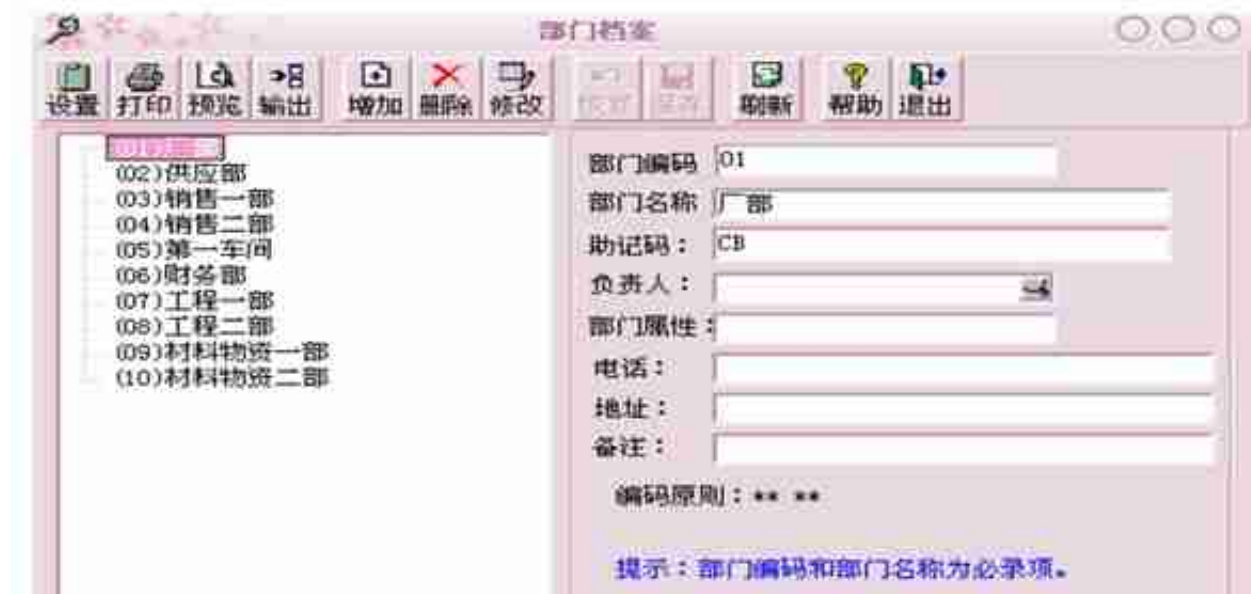 部门档案
设置 打印 预览 输出 增加 删除 修改 刷新 帮助 退出
(02)供应部
(03)销售一部
(04)销售二部
(05)第一车间
(06)财务部
(07)工程一部
(08)工程二部
(09)材料物资一部
(10)材料物资二部
部门编码 01
部门名称 厂部
助记码： CB
负责人：
部门属性：
电话：
地址：
备注：
编码原则：** **
提示：部门编码和部门名称为必录项。